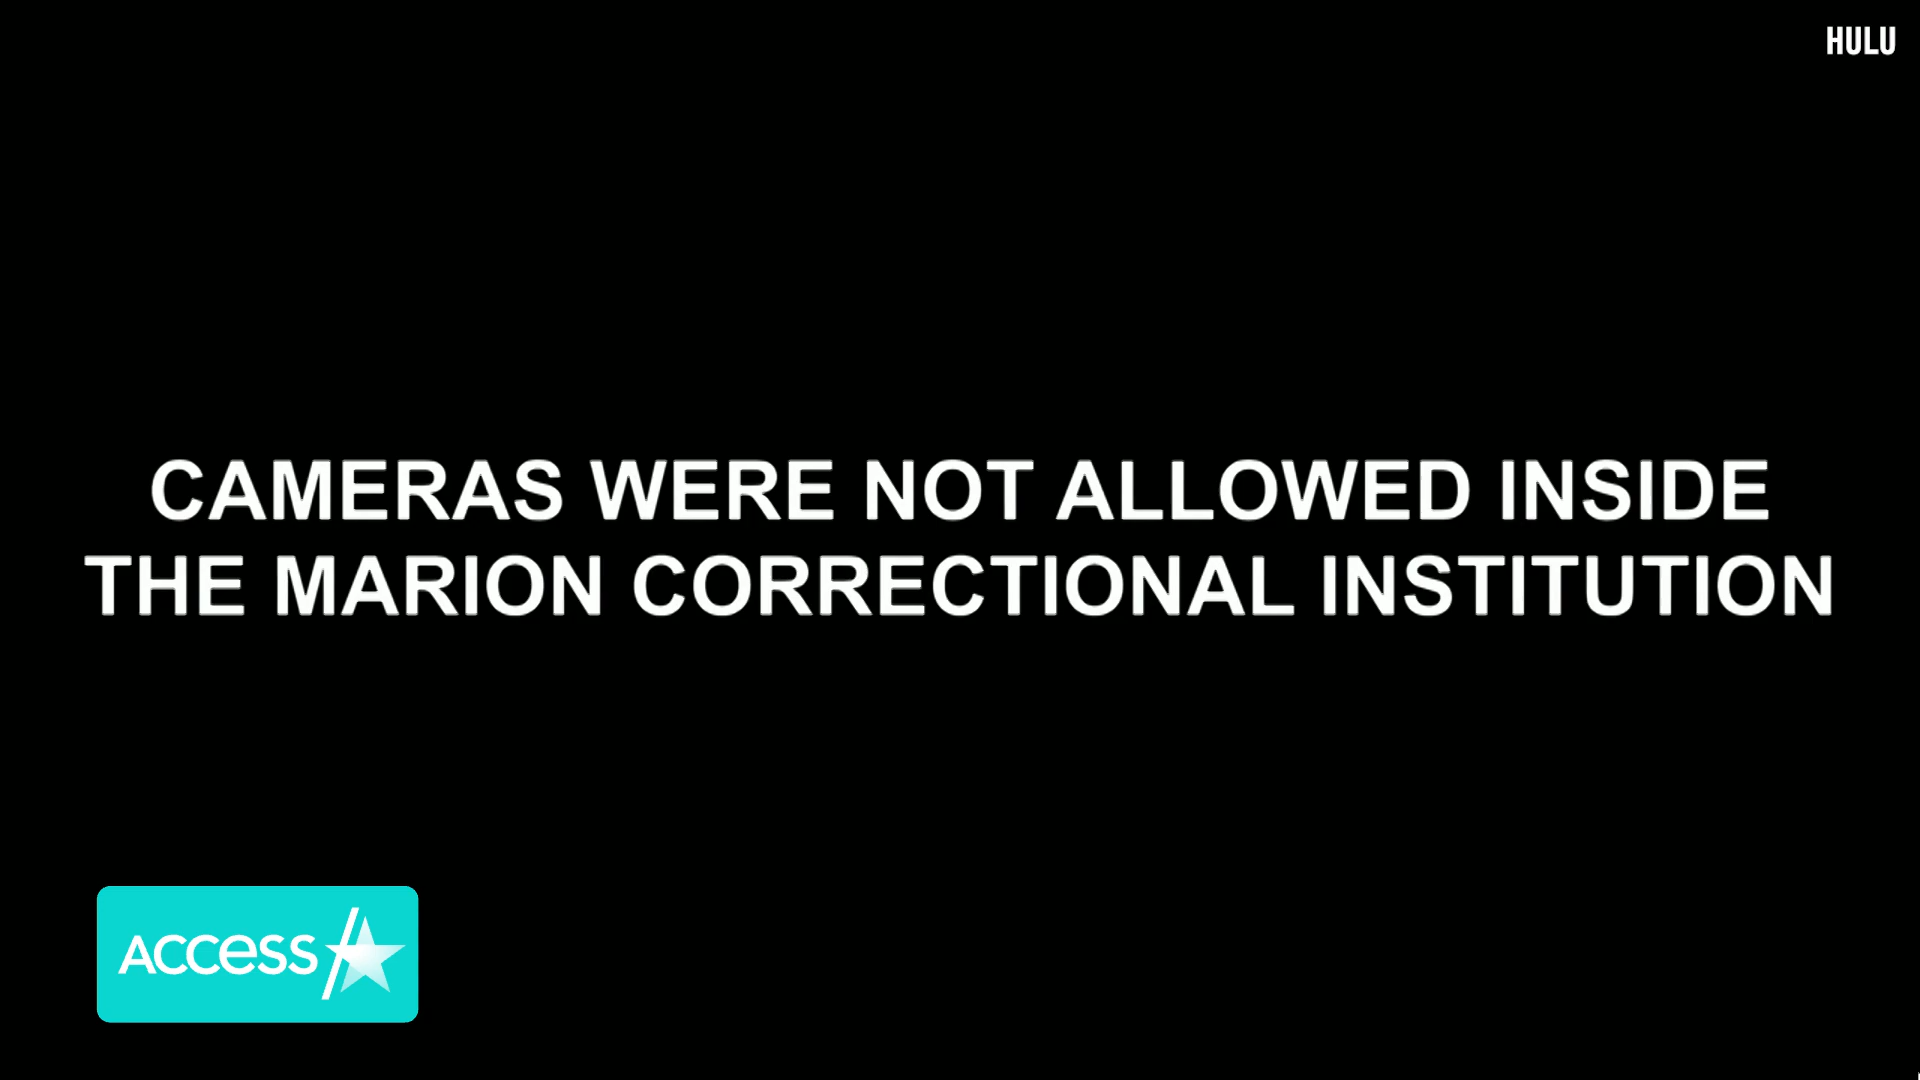 HULU
CAMERAS WERE NOT ALLOWED INSIDE
THE MARION CORRECTIONAL INSTITUTION
ACCESS